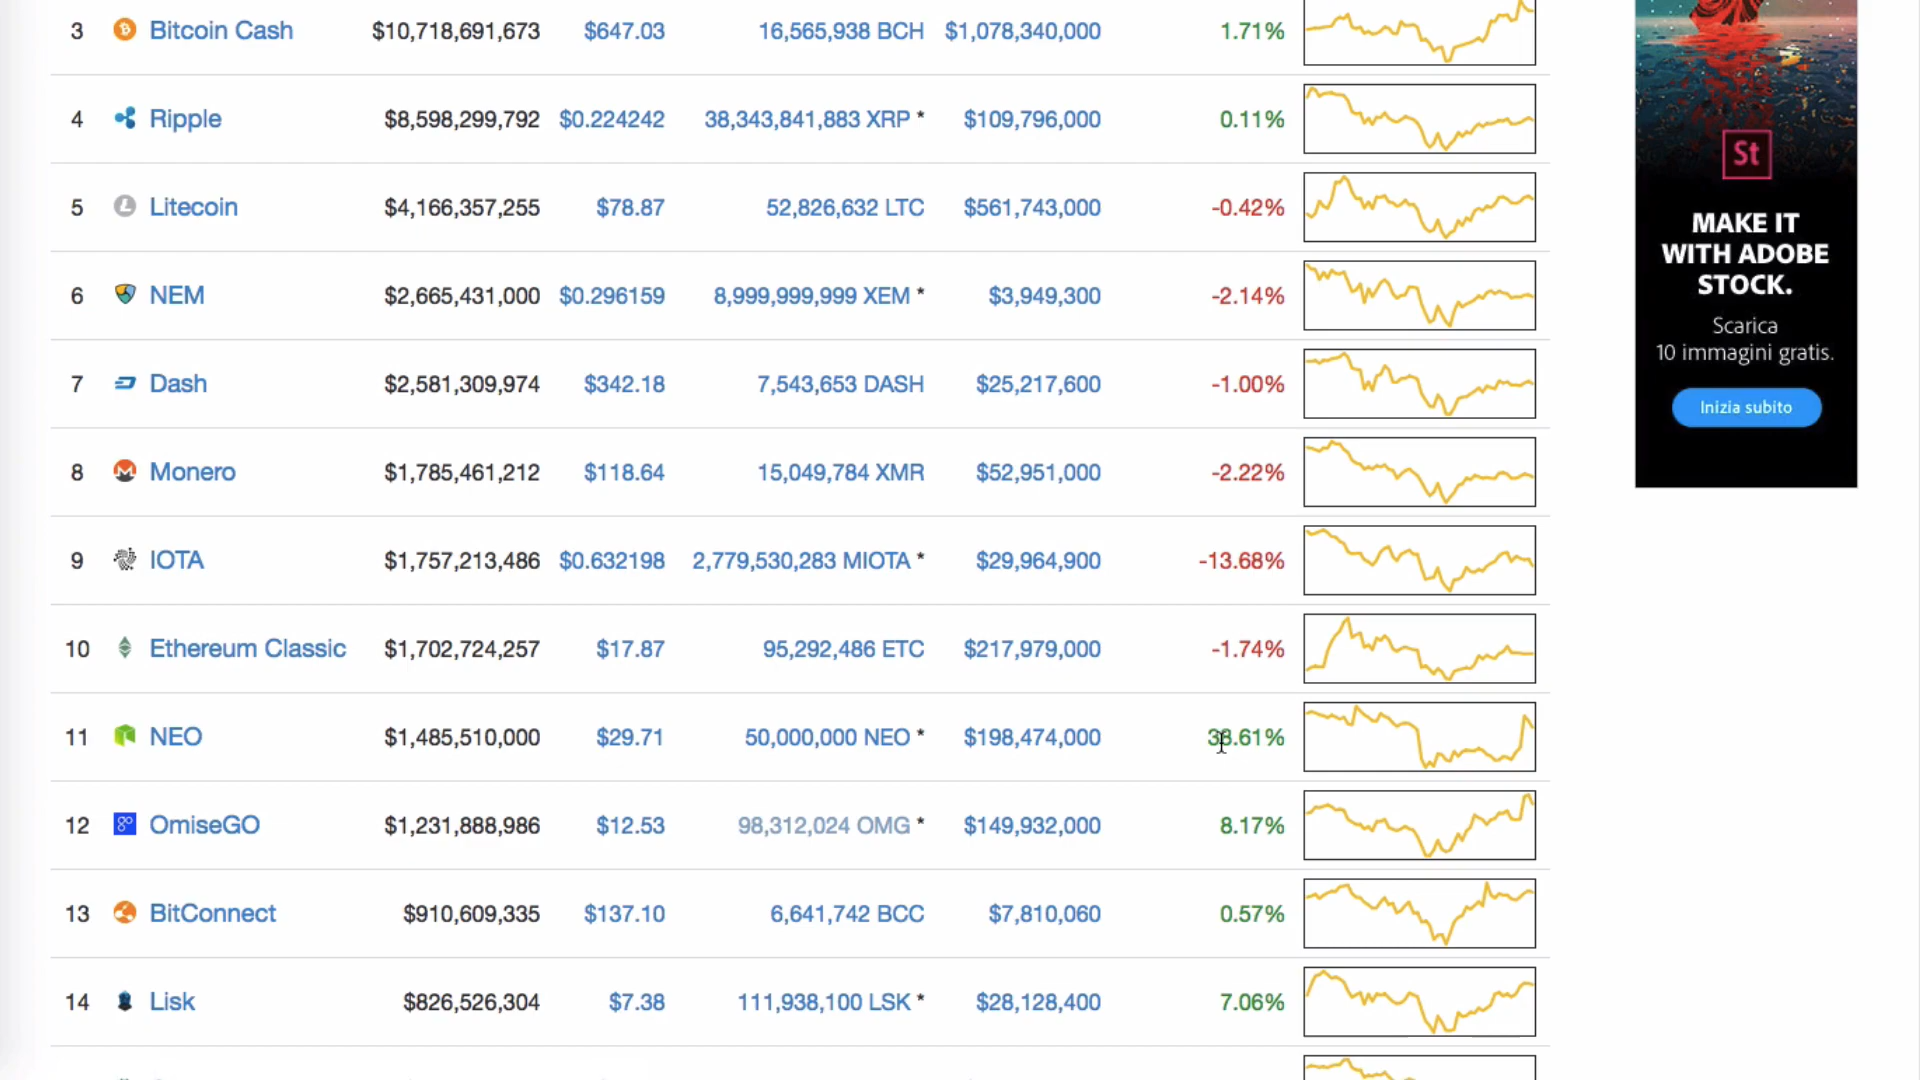 3 Bitcoin Cash $10,718,691,673 $647.03 16,565,938 BCH $1,078,340,000 1.71%
4 Ripple $8,598,299,792 $0.224242 38,343,841,883 XRP * $109,796,000 0.11%
5 Litecoin $4,166,357,255 $78.87 52,826,632 LTC $561,743,000 -0.42%
6 NEM $2,665,431,000 $0.296159 8,999,999,999 XEM * $3,949,300 -2.14%
7 Dash $2,581,309,974 $342.18 7,543,653 DASH $25,217,600 -1.00%
8 Monero $1,785,461,212 $118.64 15,049,784 XMR $52,951,000 -2.22%
9 IOTA $1,757,213,486 $0.632198 2,779,530,283 MIOTA * $29,964,900 -13.68%
10 Ethereum Classic $1,702,724,257 $17.87 95,292,486 ETC $217,979,000 -1.74%
11 NEO $1,485,510,000 $29.71 50,000,000 NEO * $198,474,000 38.61%
12 OmiseGO $1,231,888,986 $12.53 98,312,024 OMG * $149,932,000 8.17%
13 BitConnect $910,609,335 $137.10 6,641,742 BCC $7,810,060 0.57%
14 Lisk $826,526,304 $7.38 111,938,100 LSK * $28,128,400 7.06%
St
MAKE IT
WITH ADOBE
STOCK.
Scarica
10 immagini gratis.
Inizia subito